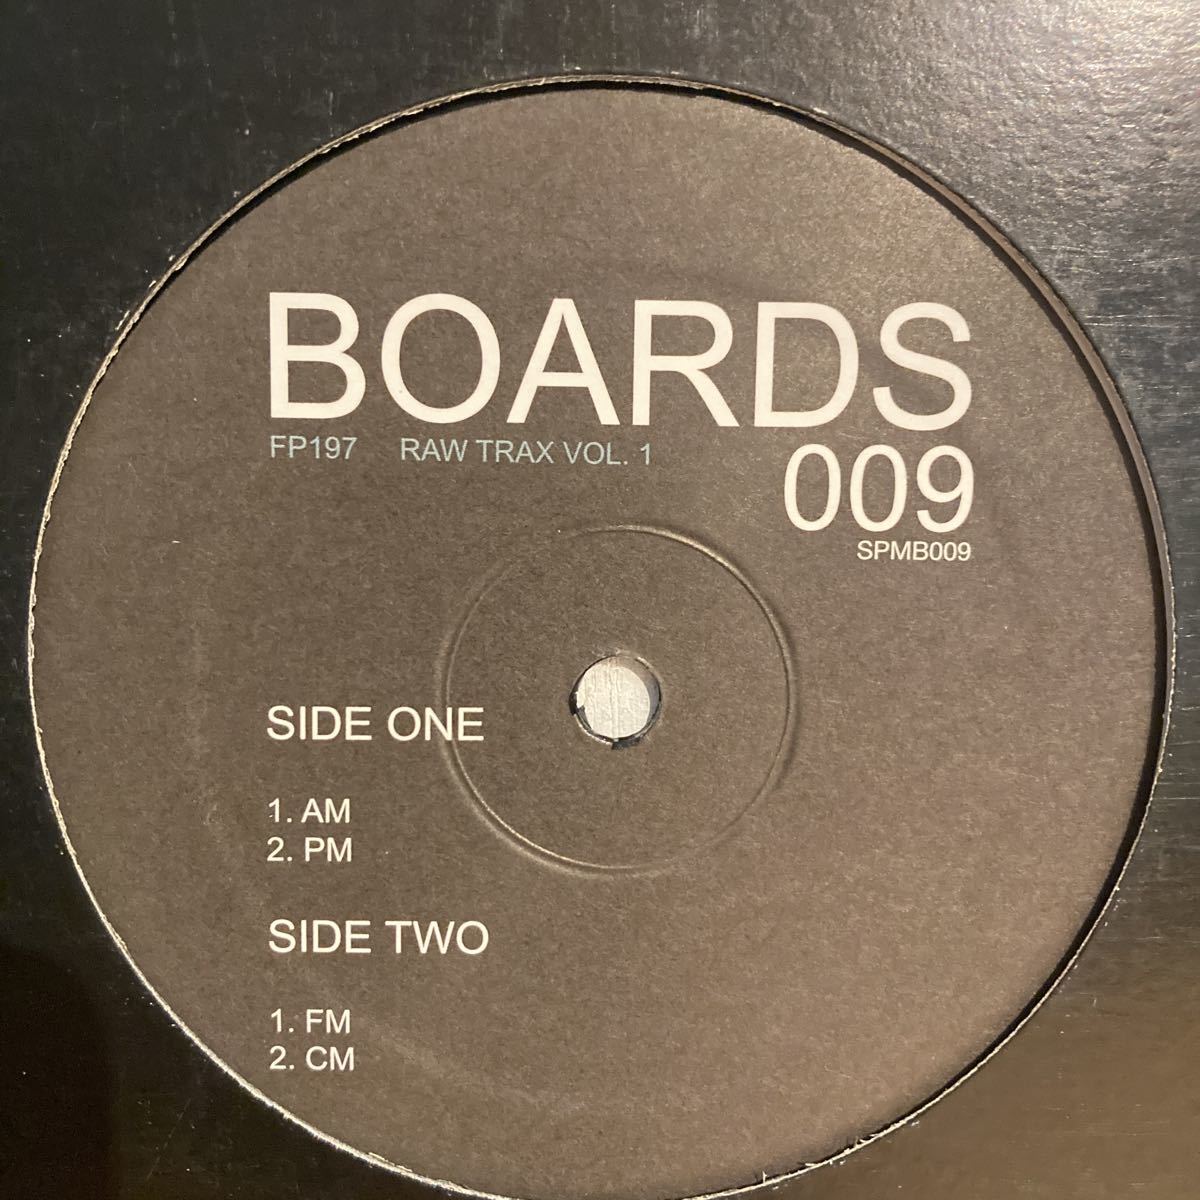 BOARDS
FP197 RAW TRAX VOL. 1
009
SPMB009
SIDE ONE
1. AM
2. PM
SIDE TWO
1. FM
2. CM